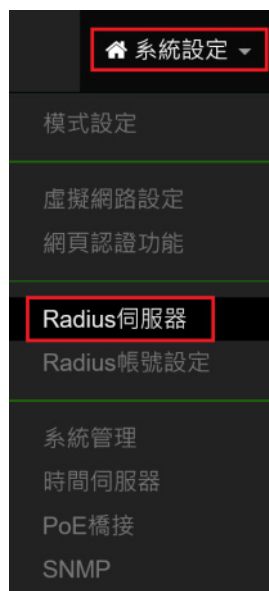 系統設定
模式設定
虛擬網路設定
網頁認證功能
Radius伺服器
Radius帳號設定
系統管理
時間伺服器
PoE橋接
SNMP